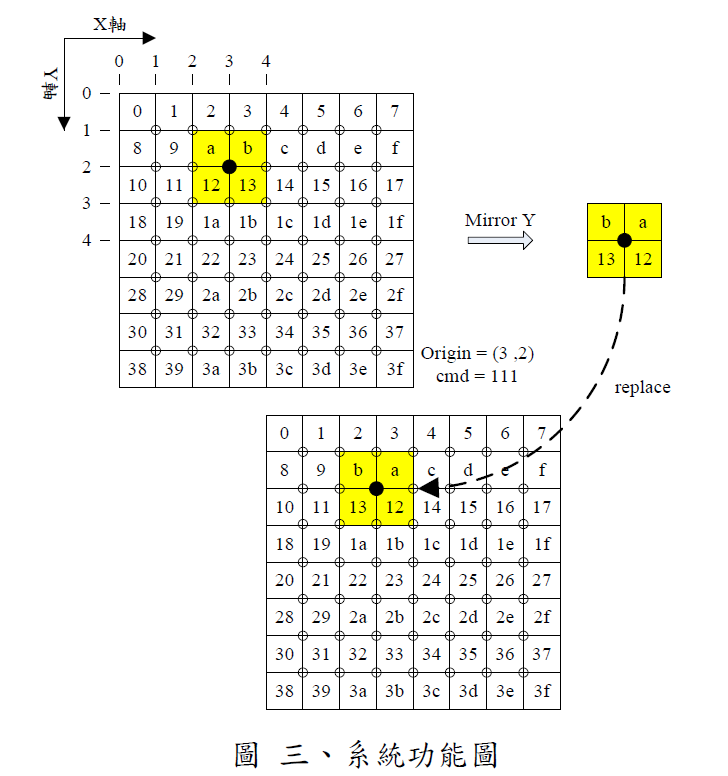 X軸
Y軸
0 1 2 3 4
0
1
2
3
4
0 1 2 3 4 5 6 7
8 9 a b c d e f
10 11 12 13 14 15 16 17
18 19 1a 1b 1c 1d 1e 1f
20 21 22 23 24 25 26 27
28 29 2a 2b 2c 2d 2e 2f
30 31 32 33 34 35 36 37
38 39 3a 3b 3c 3d 3e 3f
Mirror Y
b a
13 12
Origin = (3 ,2)
cmd = 111
replace
0 1 2 3 4 5 6 7
8 9 b a c d e f
10 11 13 12 14 15 16 17
18 19 1a 1b 1c 1d 1e 1f
20 21 22 23 24 25 26 27
28 29 2a 2b 2c 2d 2e 2f
30 31 32 33 34 35 36 37
38 39 3a 3b 3c 3d 3e 3f
圖 三、系統功能圖